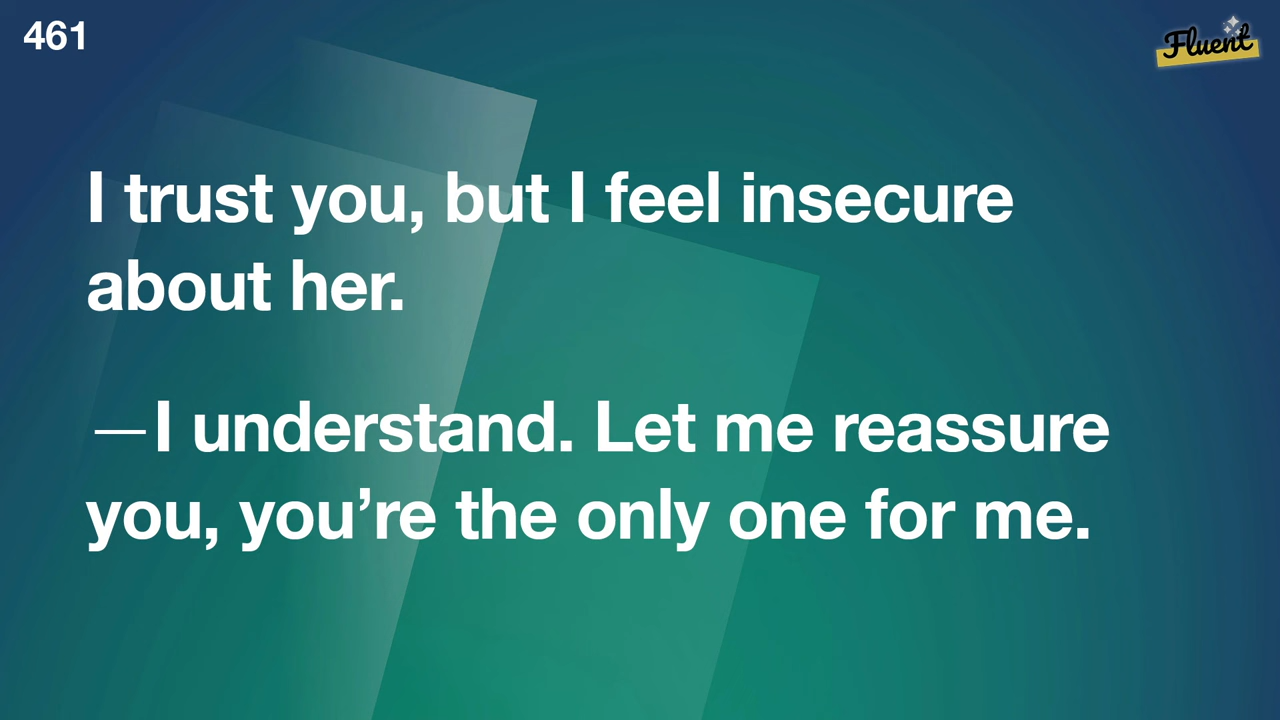 461
Fluent
I trust you, but I feel insecure
about her.
—I understand. Let me reassure
you, you’re the only one for me.